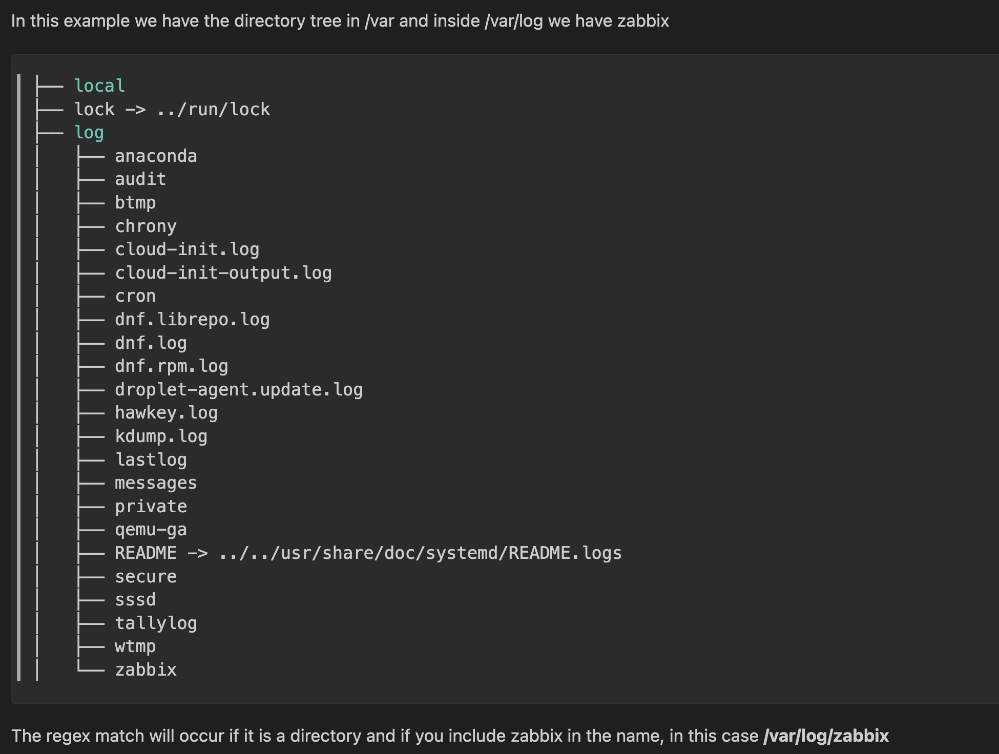 In this example we have the directory tree in /var and inside /var/log we have zabbix
├── local
├── lock -> ../run/lock
├── log
│   ├── anaconda
│   ├── audit
│   ├── btmp
│   ├── chrony
│   ├── cloud-init.log
│   ├── cloud-init-output.log
│   ├── cron
│   ├── dnf.librepo.log
│   ├── dnf.log
│   ├── dnf.rpm.log
│   ├── droplet-agent.update.log
│   ├── hawkey.log
│   ├── kdump.log
│   ├── lastlog
│   ├── messages
│   ├── private
│   ├── qemu-ga
│   ├── README -> ../../usr/share/doc/systemd/README.logs
│   ├── secure
│   ├── sssd
│   ├── tallylog
│   ├── wtmp
│   └── zabbix
The regex match will occur if it is a directory and if you include zabbix in the name, in this case /var/log/zabbix